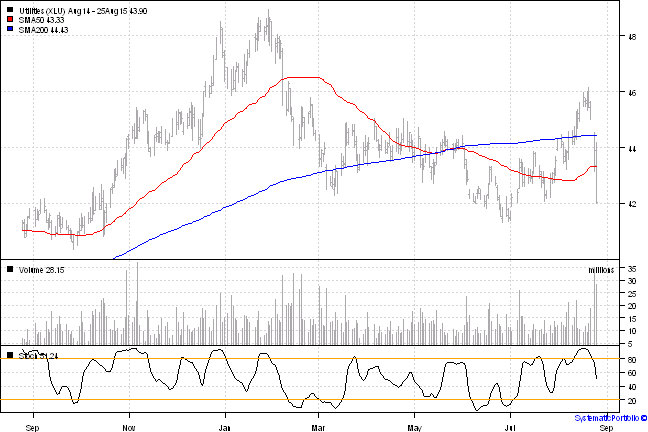 Utilities (XLU) Aug14 - 25Aug15 43.90
SMA50 43.33
SMA200 44.43
48
46
44
42
Volume 28.15
millions
35
30
25
20
15
10
5
80
60
40
20
Sep Nov Jan Mar May Jul Sep
SystematicPortfolio ©